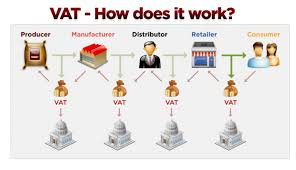 VAT - How does it work?
Producer Manufacturer Distributor Retailer Consumer
VAT VAT VAT VAT